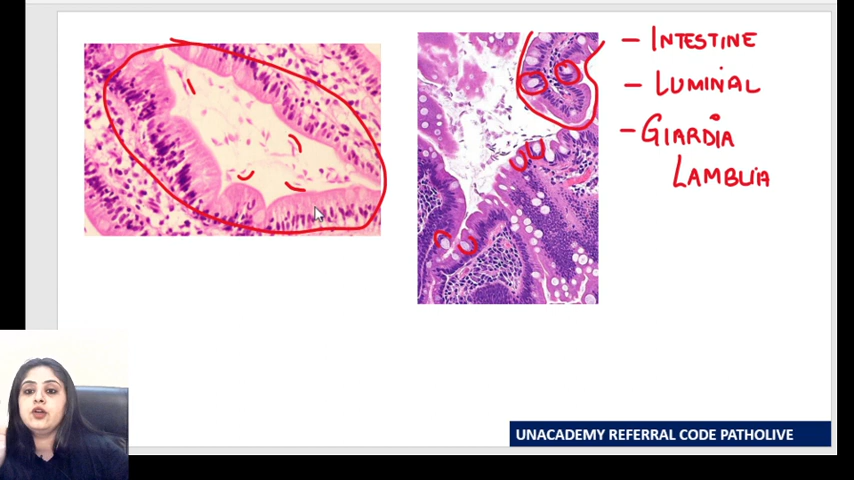 – INTESTINE
– LUMINAL
– GIARDIA
LAMBLIA
UNACADEMY REFERRAL CODE PATHOLIVE